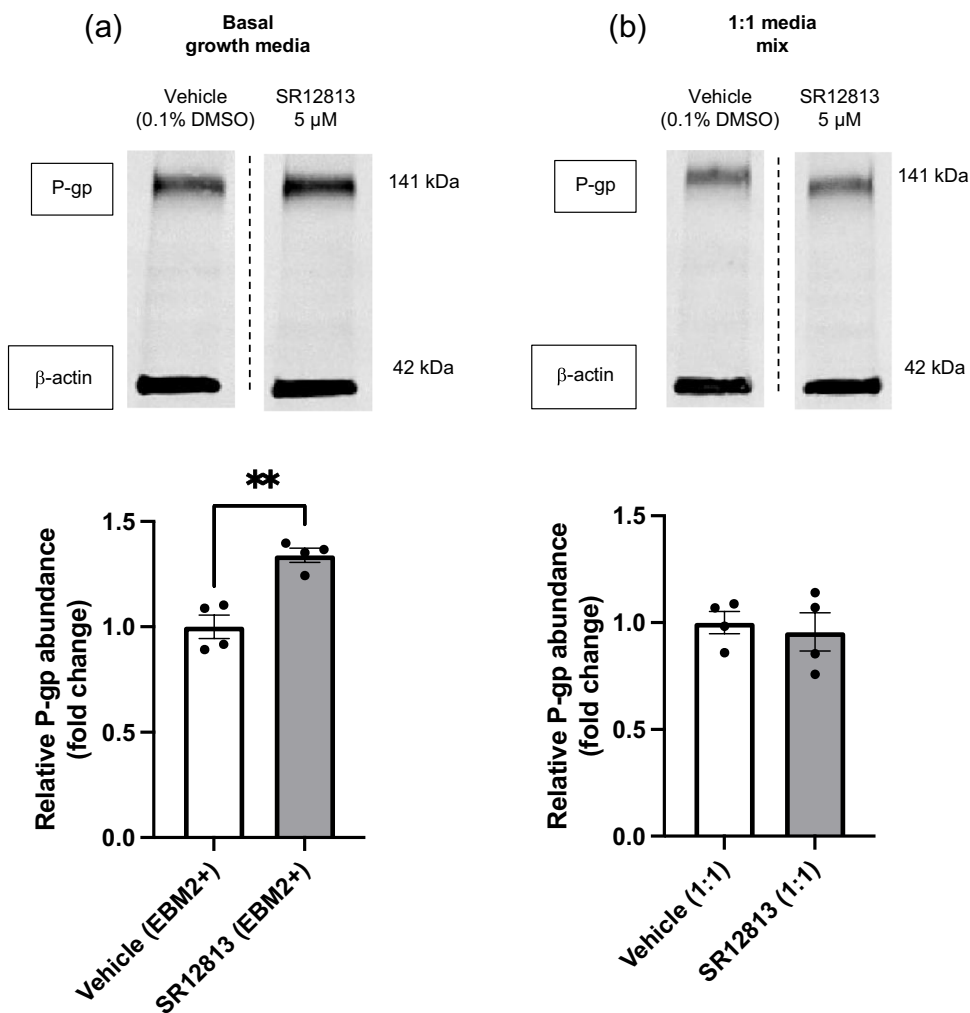 (a)
Basal
growth media
Vehicle
(0.1% DMSO)
SR12813
5 μM
P-gp
141 kDa
β-actin
42 kDa
**
Relative P-gp abundance
(fold change)
1.5
1.0
0.5
0.0
Vehicle (EBM2+)
SR12813 (EBM2+)
(b)
1:1 media
mix
Vehicle
(0.1% DMSO)
SR12813
5 μM
P-gp
141 kDa
β-actin
42 kDa
Relative P-gp abundance
(fold change)
1.5
1.0
0.5
0.0
Vehicle (1:1)
SR12813 (1:1)